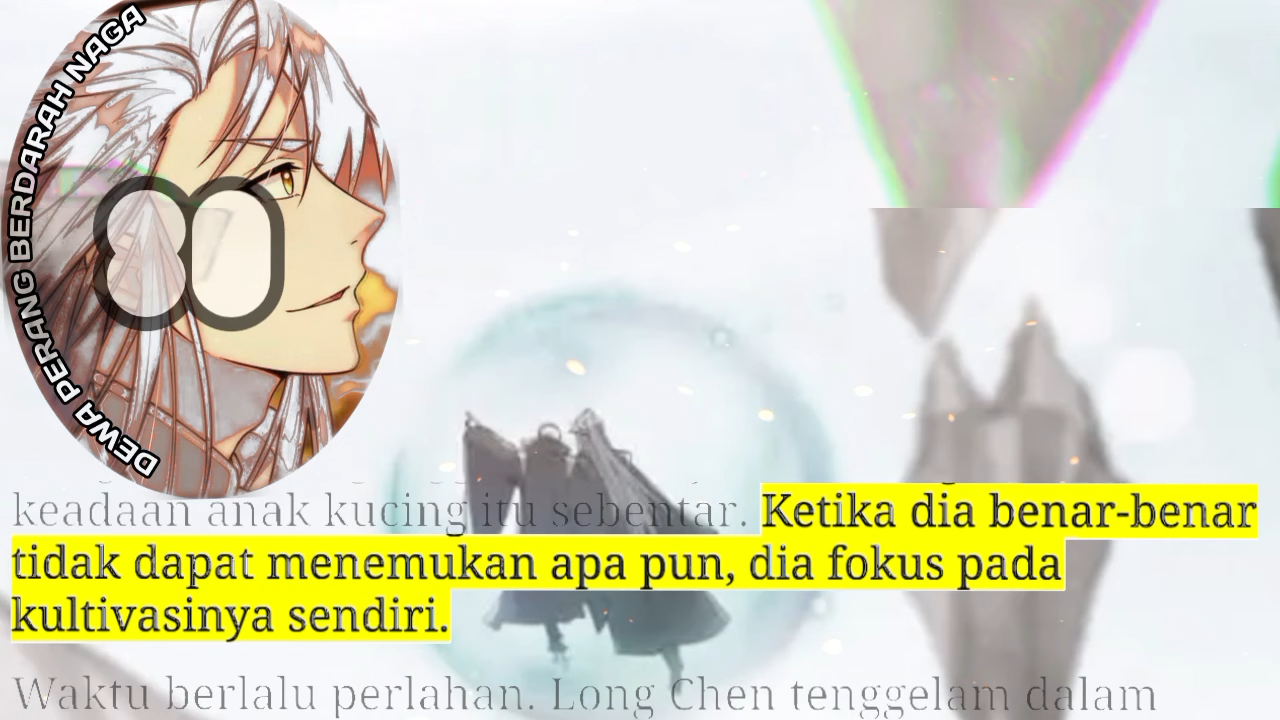 DEWA PERANG BERDARAH NAGA
80
keadaan anak kucing itu sebentar. Ketika dia benar-benar
tidak dapat menemukan apa pun, dia fokus pada
kultivasinya sendiri.
Waktu berlalu perlahan. Long Chen tenggelam dalam